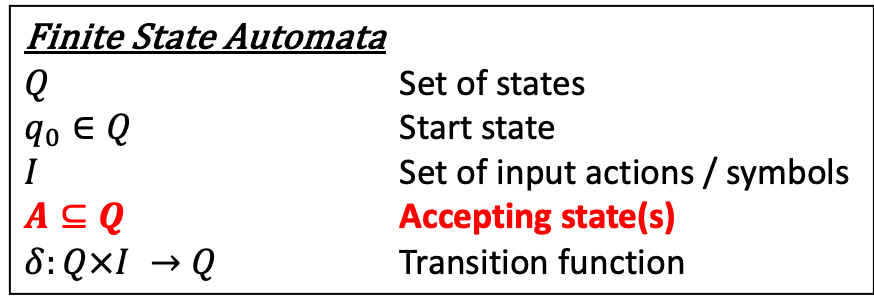 Finite State Automata
Q Set of states
q₀ ∈ Q Start state
I Set of input actions / symbols
A ⊆ Q Accepting state(s)
δ: Q×I → Q Transition function